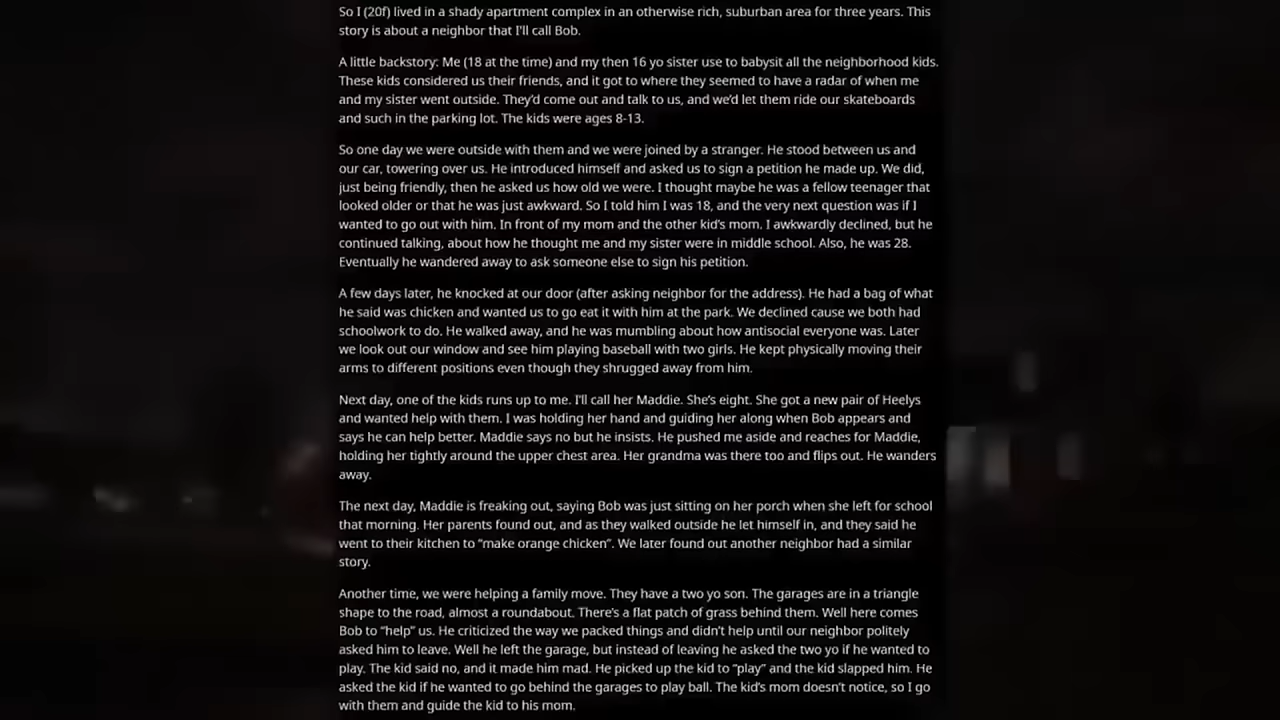 So I (20f) lived in a shady apartment complex in an otherwise rich, suburban area for three years. This
story is about a neighbor that I'll call Bob.
A little backstory: Me (18 at the time) and my then 16 yo sister use to babysit all the neighborhood kids.
These kids considered us their friends, and it got to where they seemed to have a radar of when me
and my sister went outside. They'd come out and talk to us, and we'd let them ride our skateboards
and such in the parking lot. The kids were ages 8-13.
So one day we were outside with them and we were joined by a stranger. He stood between us and
our car, towering over us. He introduced himself and asked us to sign a petition he made up. We did,
just being friendly, then he asked us how old we were. I thought maybe he was a fellow teenager that
looked older or that he was just awkward. So I told him I was 18, and the very next question was if I
wanted to go out with him. In front of my mom and the other kid's mom. I awkwardly declined, but he
continued talking, about how he thought me and my sister were in middle school. Also, he was 28.
Eventually he wandered away to ask someone else to sign his petition.
A few days later, he knocked at our door (after asking neighbor for the address). He had a bag of what
he said was chicken and wanted us to go eat it with him at the park. We declined cause we both had
schoolwork to do. He walked away, and he was mumbling about how antisocial everyone was. Later
we look out our window and see him playing baseball with two girls. He kept physically moving their
arms to different positions even though they shrugged away from him.
Next day, one of the kids runs up to me. I'll call her Maddie. She's eight. She got a new pair of Heelys
and wanted help with them. I was holding her hand and guiding her along when Bob appears and
says he can help better. Maddie says no but he insists. He pushed me aside and reaches for Maddie,
holding her tightly around the upper chest area. Her grandma was there too and flips out. He wanders
away.
The next day, Maddie is freaking out, saying Bob was just sitting on her porch when she left for school
that morning. Her parents found out, and as they walked outside he let himself in, and they said he
went to their kitchen to “make orange chicken”. We later found out another neighbor had a similar
story.
Another time, we were helping a family move. They have a two yo son. The garages are in a triangle
shape to the road, almost a roundabout. There's a flat patch of grass behind them. Well here comes
Bob to “help” us. He criticized the way we packed things and didn't help until our neighbor politely
asked him to leave. Well he left the garage, but instead of leaving he asked the two yo if he wanted to
play. The kid said no, and it made him mad. He picked up the kid to “play” and the kid slapped him. He
asked the kid if he wanted to go behind the garages to play ball. The kid's mom doesn't notice, so I go
with them and guide the kid to his mom.